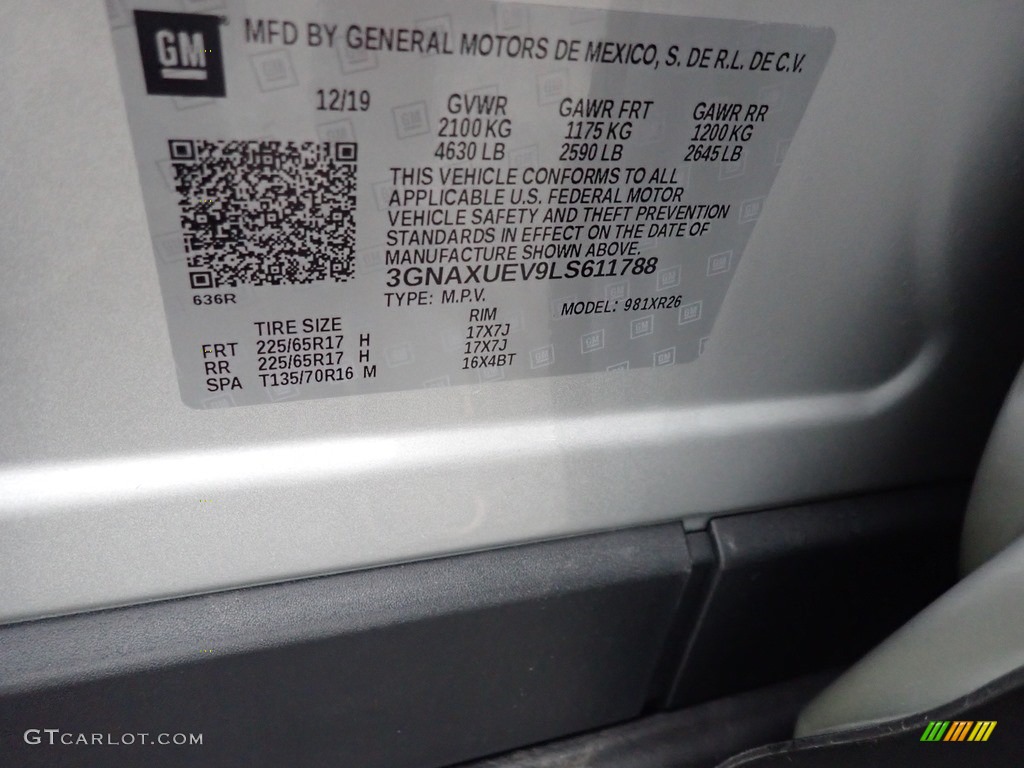 GM MFD BY GENERAL MOTORS DE MEXICO, S. DE R.L. DE C.V.
12/19 GVWR GAWR FRT GAWR RR
2100 KG 1175 KG 1200 KG
4630 LB 2590 LB 2645 LB
THIS VEHICLE CONFORMS TO ALL
APPLICABLE U.S. FEDERAL MOTOR
VEHICLE SAFETY AND THEFT PREVENTION
STANDARDS IN EFFECT ON THE DATE OF
MANUFACTURE SHOWN ABOVE.
3GNAXUEV9LS611788
636R
TYPE: M.P.V. MODEL: 981XR26
TIRE SIZE RIM
FRT 225/65R17 H 17X7J
RR 225/65R17 H 17X7J
SPA T135/70R16 M 16X4BT
GTCARLOT.COM